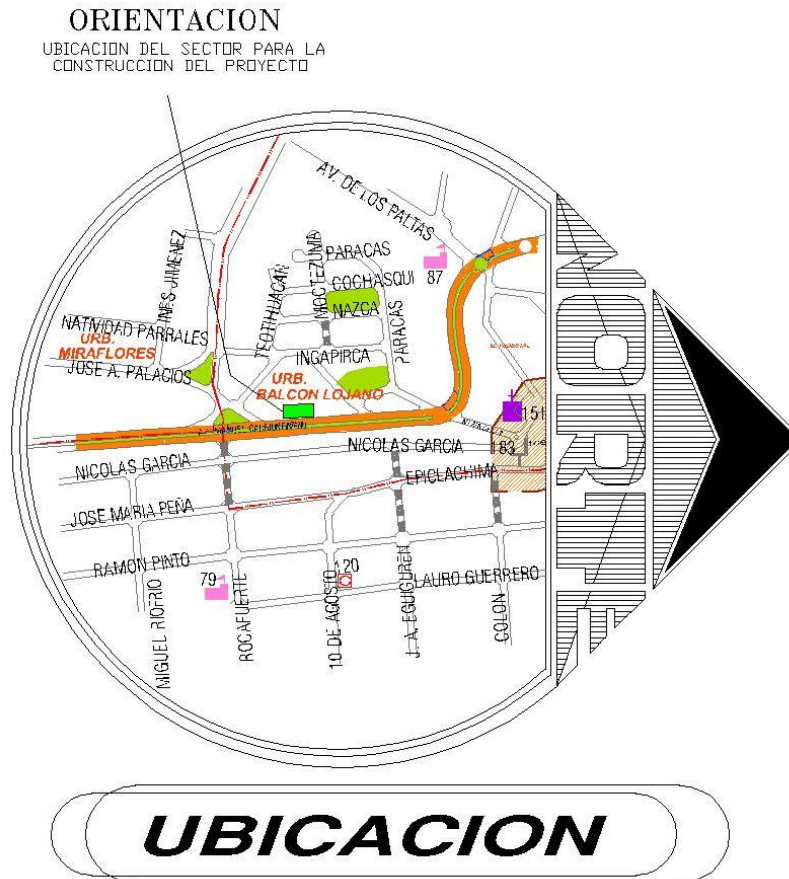 ORIENTACION
UBICACION DEL SECTOR PARA LA
CONSTRUCCION DEL PROYECTO
AV. DE LOS PALTAS
INES JIMENEZ
MOCTEZUMA
PARACAS
TEOTIHUACAN
COCHASQUI
87
NAZCA
PARACAS
NATIVIDAD PARRALES
URB.
MIRAFLORES
INGAPIRCA
JOSE A. PALACIOS
URB.
BALCON LOJANO
151
NICOLAS GARCIA
83
NICOLAS GARCIA
EPICLACHIMA
JOSE MARIA PEÑA
RAMON PINTO
79
120
LAURO GUERRERO
MIGUEL RIOFRIO
ROCAFUERTE
10 DE AGOSTO
J. A. EGUIGUREN
COLON
NORTE
UBICACION